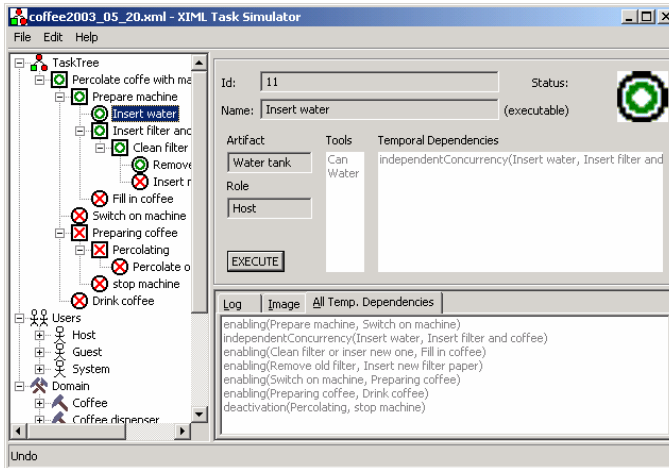 coffee2003_05_20.xml - XIML Task Simulator
File Edit Help
TaskTree
Percolate coffe with ma
Prepare machine
Insert water
Insert filter and
Clean filter
Remove
Insert r
Fill in coffee
Switch on machine
Preparing coffee
Percolating
Percolate o
stop machine
Drink coffee
Users
Host
Guest
System
Domain
Coffee
Coffee dispenser
Id: 11 Status:
Name: Insert water (executable)
Artifact Tools Temporal Dependencies
Water tank
Can
Water
independentConcurrency(Insert water, Insert filter and
Role
Host
EXECUTE
Log Image All Temp. Dependencies
enabling(Prepare machine, Switch on machine)
independentConcurrency(Insert water, Insert filter and coffee)
enabling(Clean filter or inser new one, Fill in coffee)
enabling(Remove old filter, Insert new filter paper)
enabling(Switch on machine, Preparing coffee)
enabling(Preparing coffee, Drink coffee)
deactivation(Percolating, stop machine)
Undo